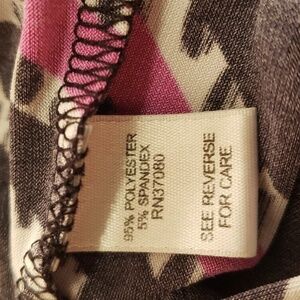 95% POLYESTER
5% SPANDEX
RN37080
SEE REVERSE
FOR CARE